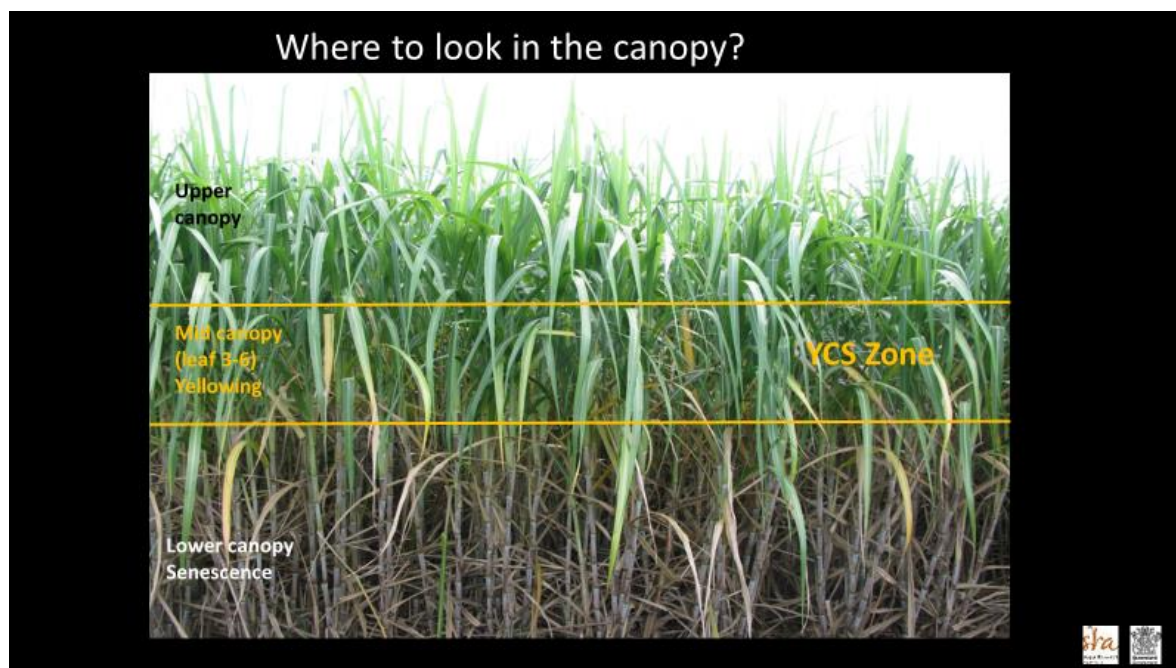 Where to look in the canopy?
Upper
canopy
Mid canopy
(leaf 3-6)
Yellowing
YCS Zone
Lower canopy
Senescence
sra